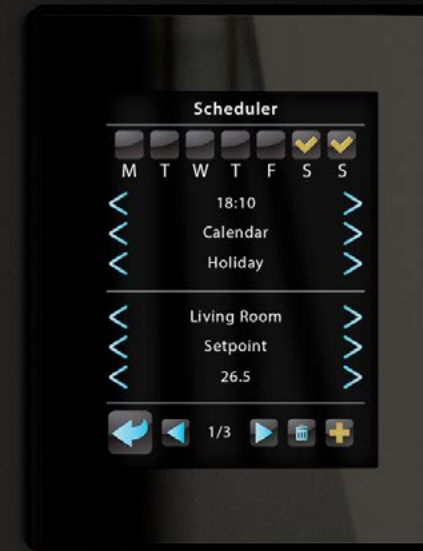 Scheduler
M T W T F S S
18:10
Calendar
Holiday
Living Room
Setpoint
26.5
1/3